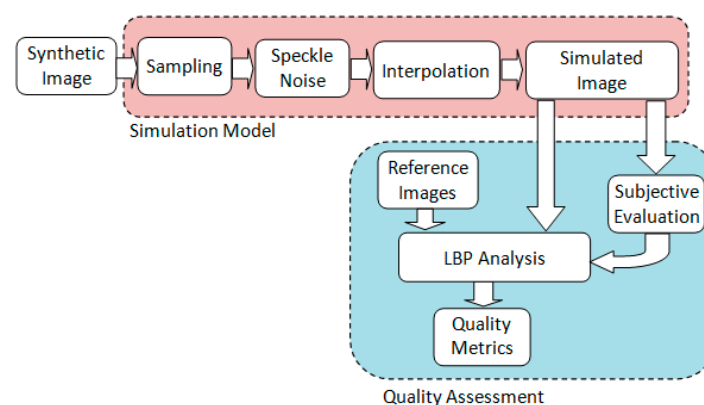 Synthetic
Image
Sampling
Speckle
Noise
Interpolation
Simulated
Image
Simulation Model
Reference
Images
Subjective
Evaluation
LBP Analysis
Quality
Metrics
Quality Assessment